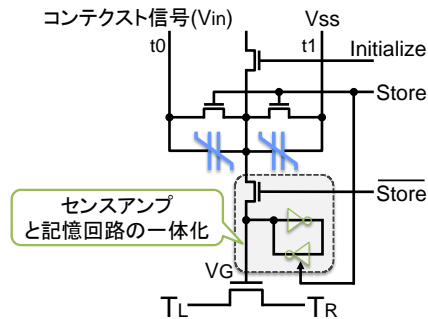 コンテクスト信号(Vin)
Vss
t0
t1
Initialize
Store
Store
センスアンプ
と記憶回路の一体化
VG
TL
TR